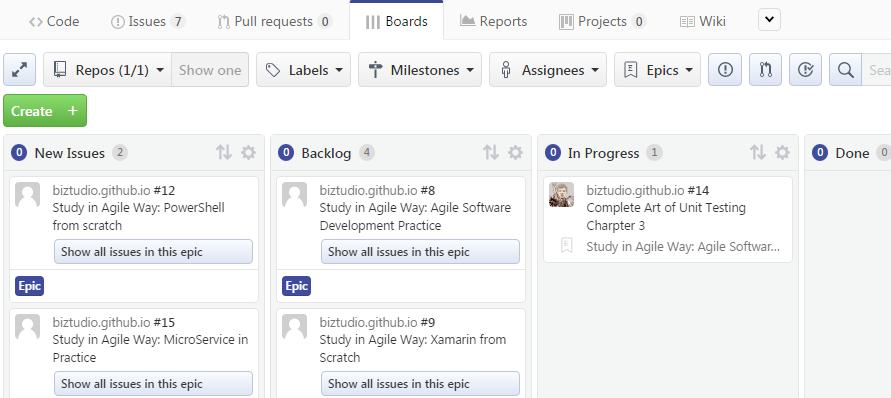 Code Issues 7 Pull requests 0 Boards Reports Projects 0 Wiki
Repos (1/1) Show one Labels Milestones Assignees Epics Sea
Create +
0 New Issues 2
biztudio.github.io #12
Study in Agile Way: PowerShell
from scratch
Show all issues in this epic
Epic
biztudio.github.io #15
Study in Agile Way: MicroService in
Practice
Show all issues in this epic
0 Backlog 4
biztudio.github.io #8
Study in Agile Way: Agile Software
Development Practice
Show all issues in this epic
Epic
biztudio.github.io #9
Study in Agile Way: Xamarin from
Scratch
Show all issues in this epic
0 In Progress 1
biztudio.github.io #14
Complete Art of Unit Testing
Charpter 3
Study in Agile Way: Agile Softwar...
0 Done 0